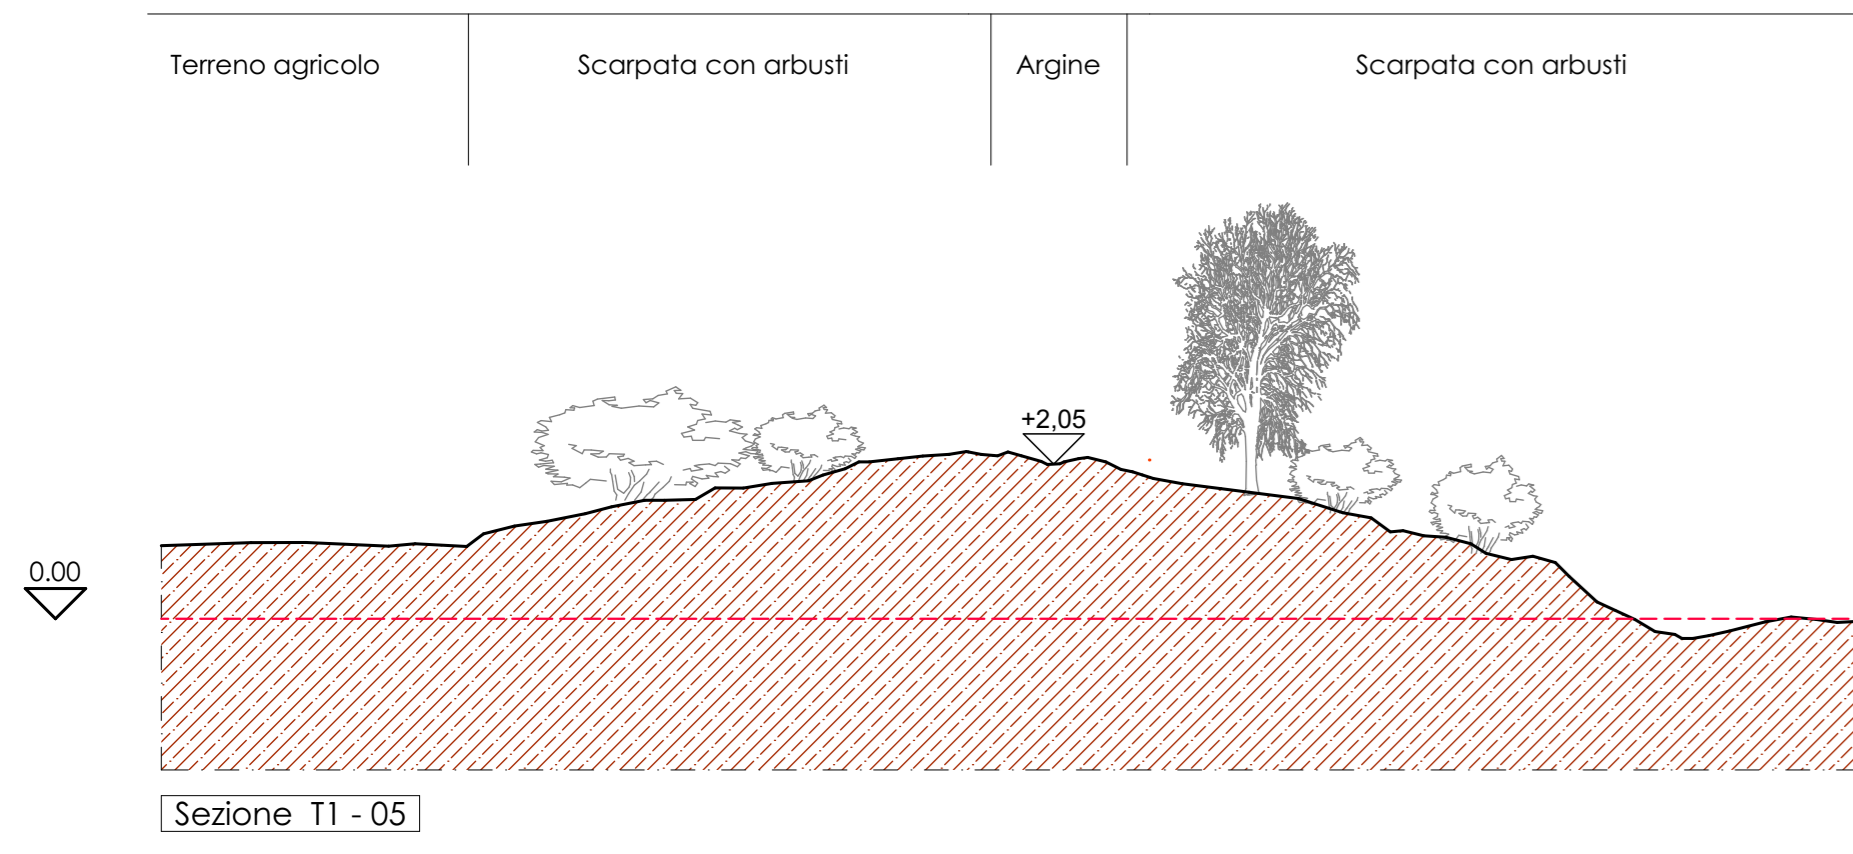 Terreno agricolo
Scarpata con arbusti
Argine
Scarpata con arbusti
+2,05
0.00
Sezione T1 - 05